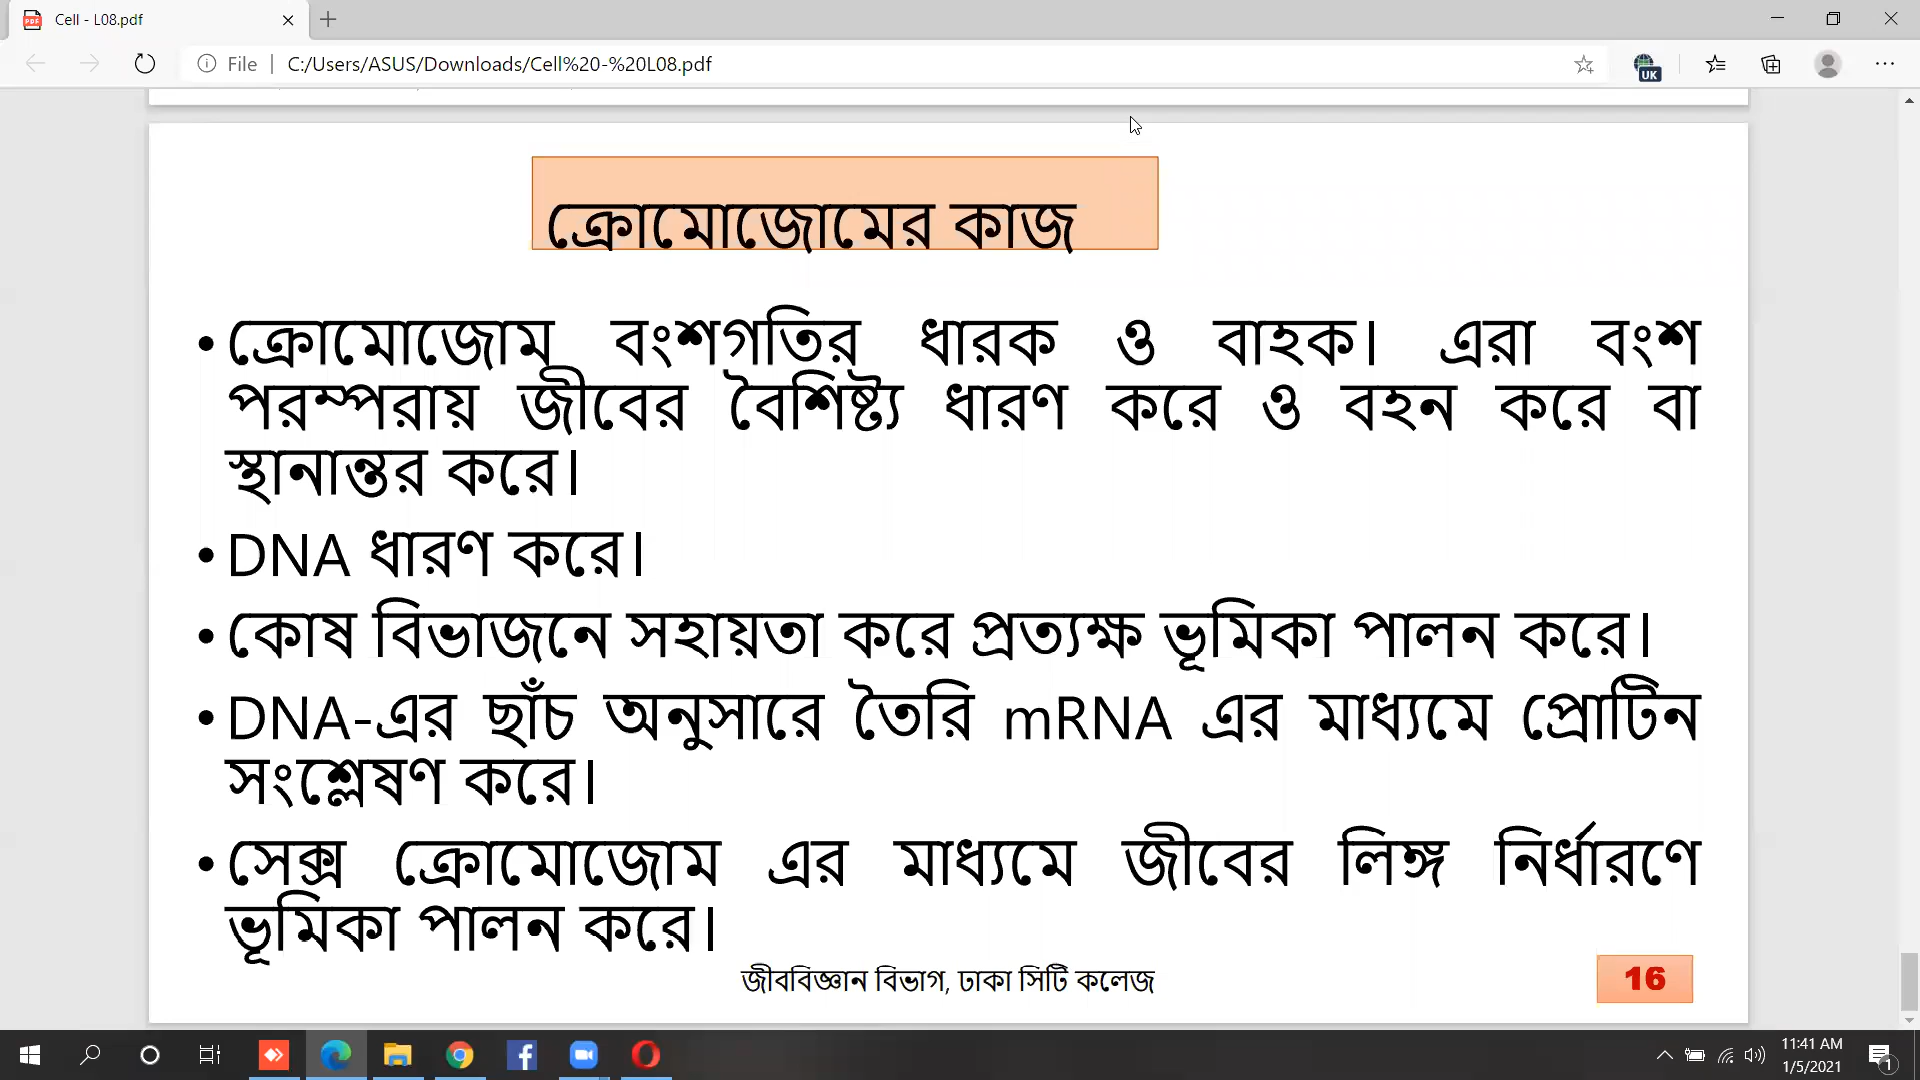 Cell - L08.pdf
File
C:/Users/ASUS/Downloads/Cell%20-%20L08.pdf
UK
ক্রোমোজোমের কাজ
• ক্রোমোজোম বংশগতির ধারক ও বাহক। এরা বংশ
পরম্পরায় জীবের বৈশিষ্ট্য ধারণ করে ও বহন করে বা
স্থানান্তর করে।
• DNA ধারণ করে।
• কোষ বিভাজনে সহায়তা করে প্রত্যক্ষ ভূমিকা পালন করে।
• DNA-এর ছাঁচ অনুসারে তৈরি mRNA এর মাধ্যমে প্রোটিন
সংশ্লেষণ করে।
• সেক্স ক্রোমোজোম এর মাধ্যমে জীবের লিঙ্গ নির্ধারণে
ভূমিকা পালন করে।
জীববিজ্ঞান বিভাগ, ঢাকা সিটি কলেজ
16
11:41 AM
1/5/2021
1